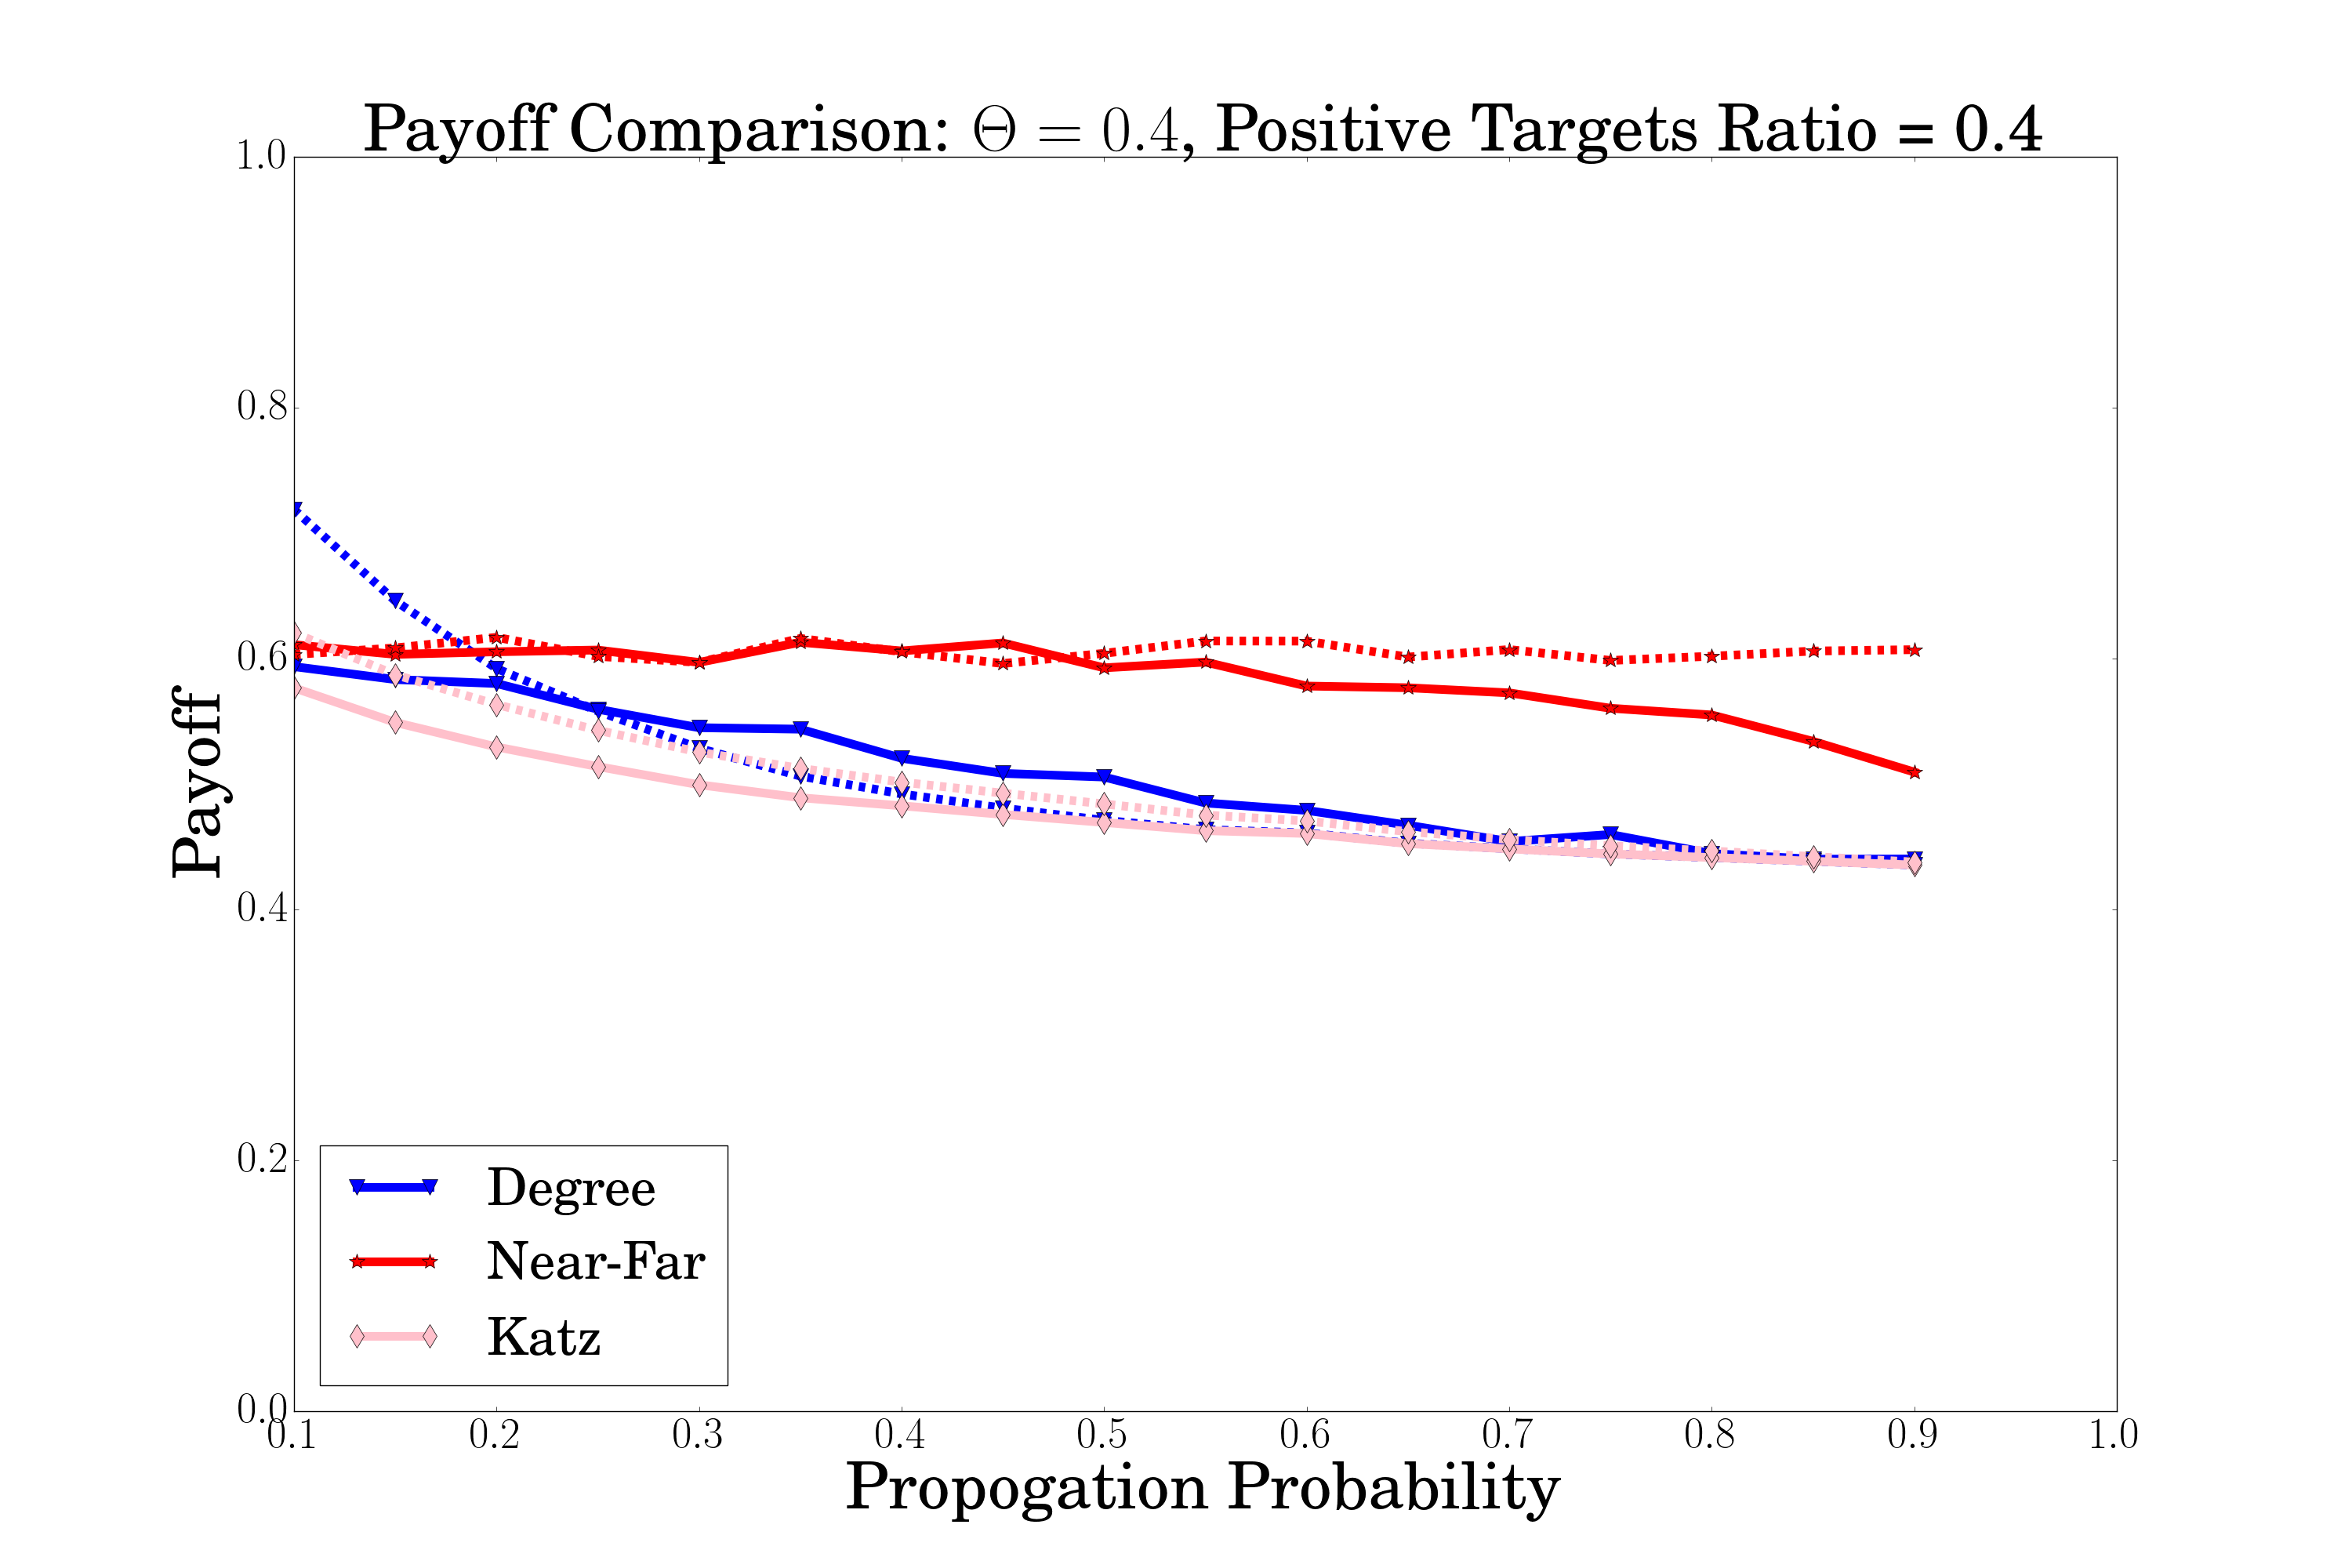 Payoff Comparison: Θ = 0.4, Positive Targets Ratio = 0.4
1.0
0.8
0.6
0.4
0.2
0.0
Payoff
Degree
Near-Far
Katz
0.1 0.2 0.3 0.4 0.5 0.6 0.7 0.8 0.9 1.0
Propogation Probability